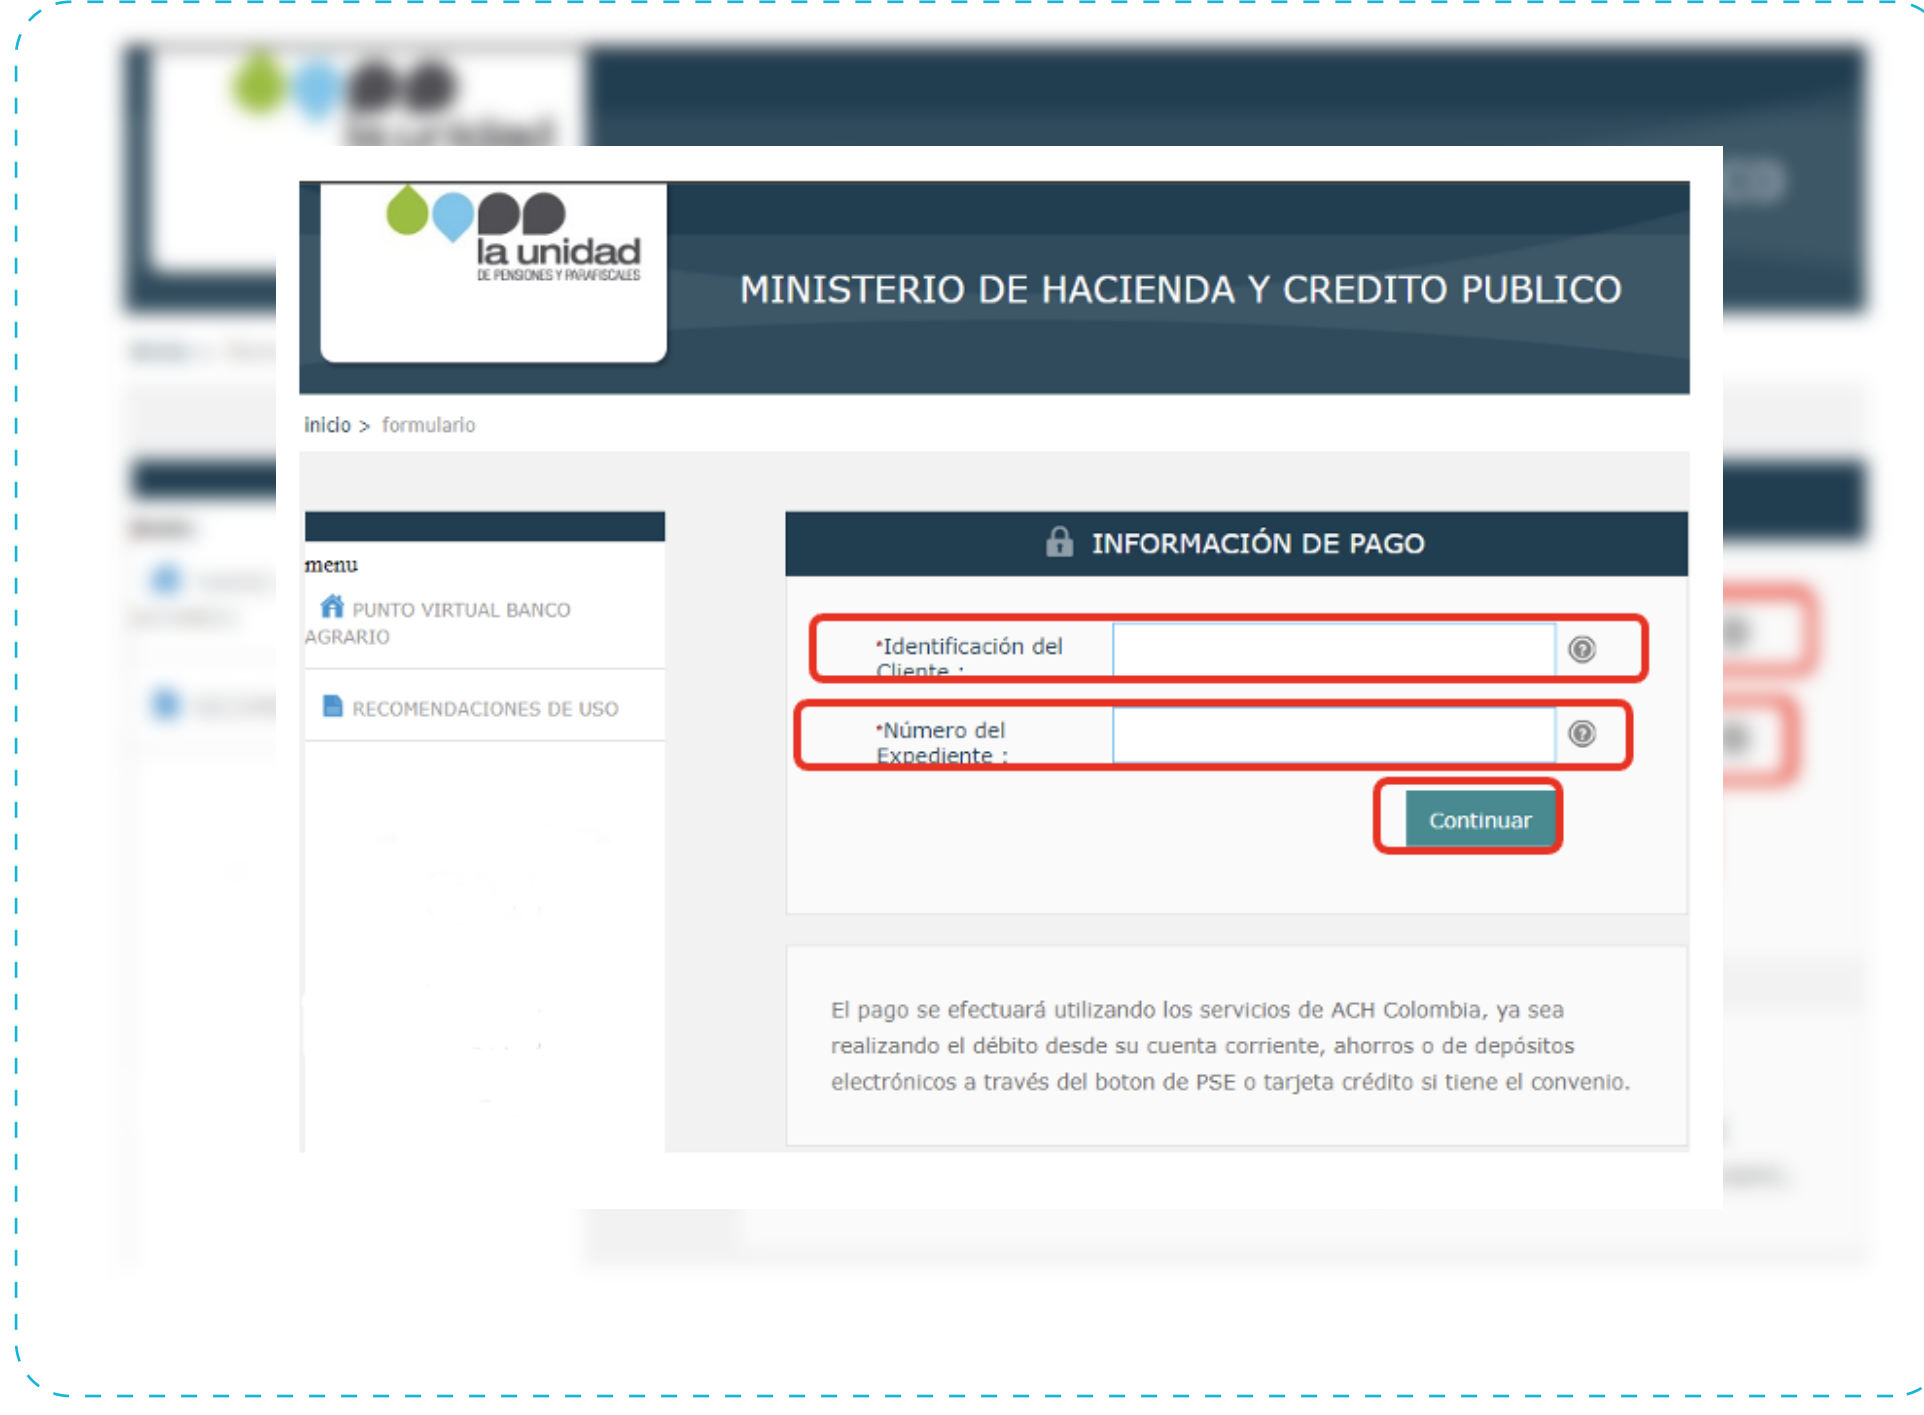 la unidad
DE PENSIONES Y PARAFISCALES
MINISTERIO DE HACIENDA Y CREDITO PUBLICO
inicio > formulario
menu
PUNTO VIRTUAL BANCO
AGRARIO
RECOMENDACIONES DE USO
INFORMACIÓN DE PAGO
*Identificación del
Cliente :
*Número del
Expediente :
Continuar
El pago se efectuará utilizando los servicios de ACH Colombia, ya sea
realizando el débito desde su cuenta corriente, ahorros o de depósitos
electrónicos a través del boton de PSE o tarjeta crédito si tiene el convenio.